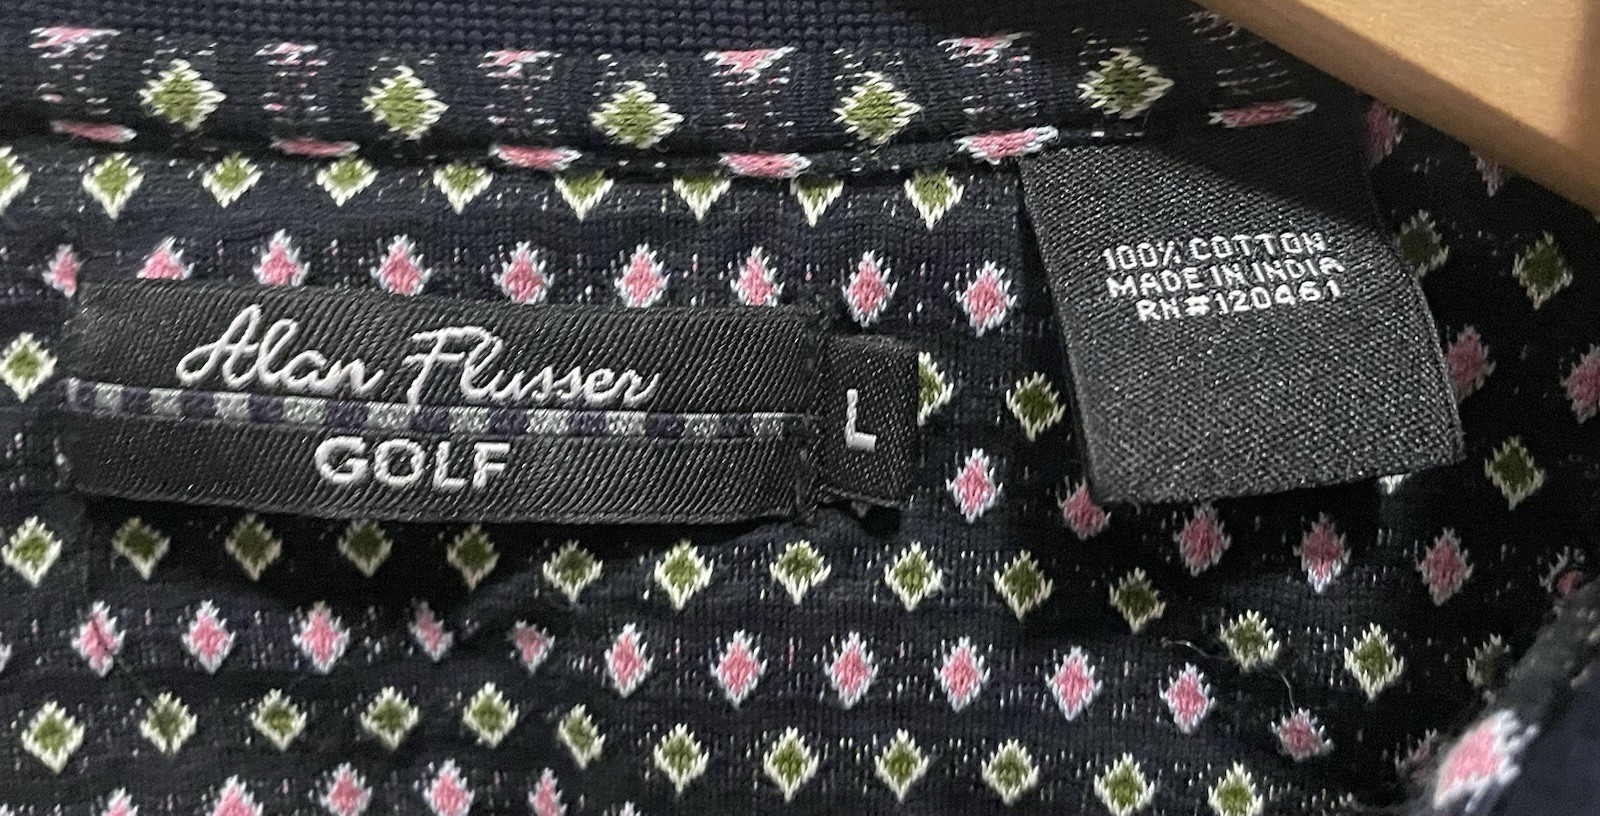 Alan Flusser
GOLF
L
100% COTTON
MADE IN INDIA
RN#120461